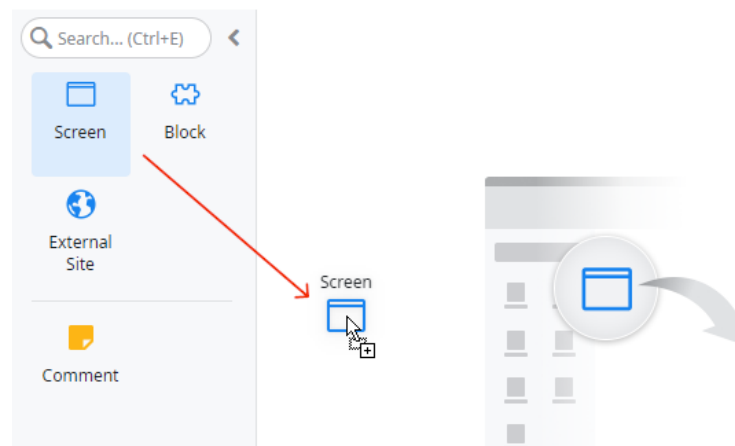 Search... (Ctrl+E)
Screen
Block
External
Site
Screen
Comment